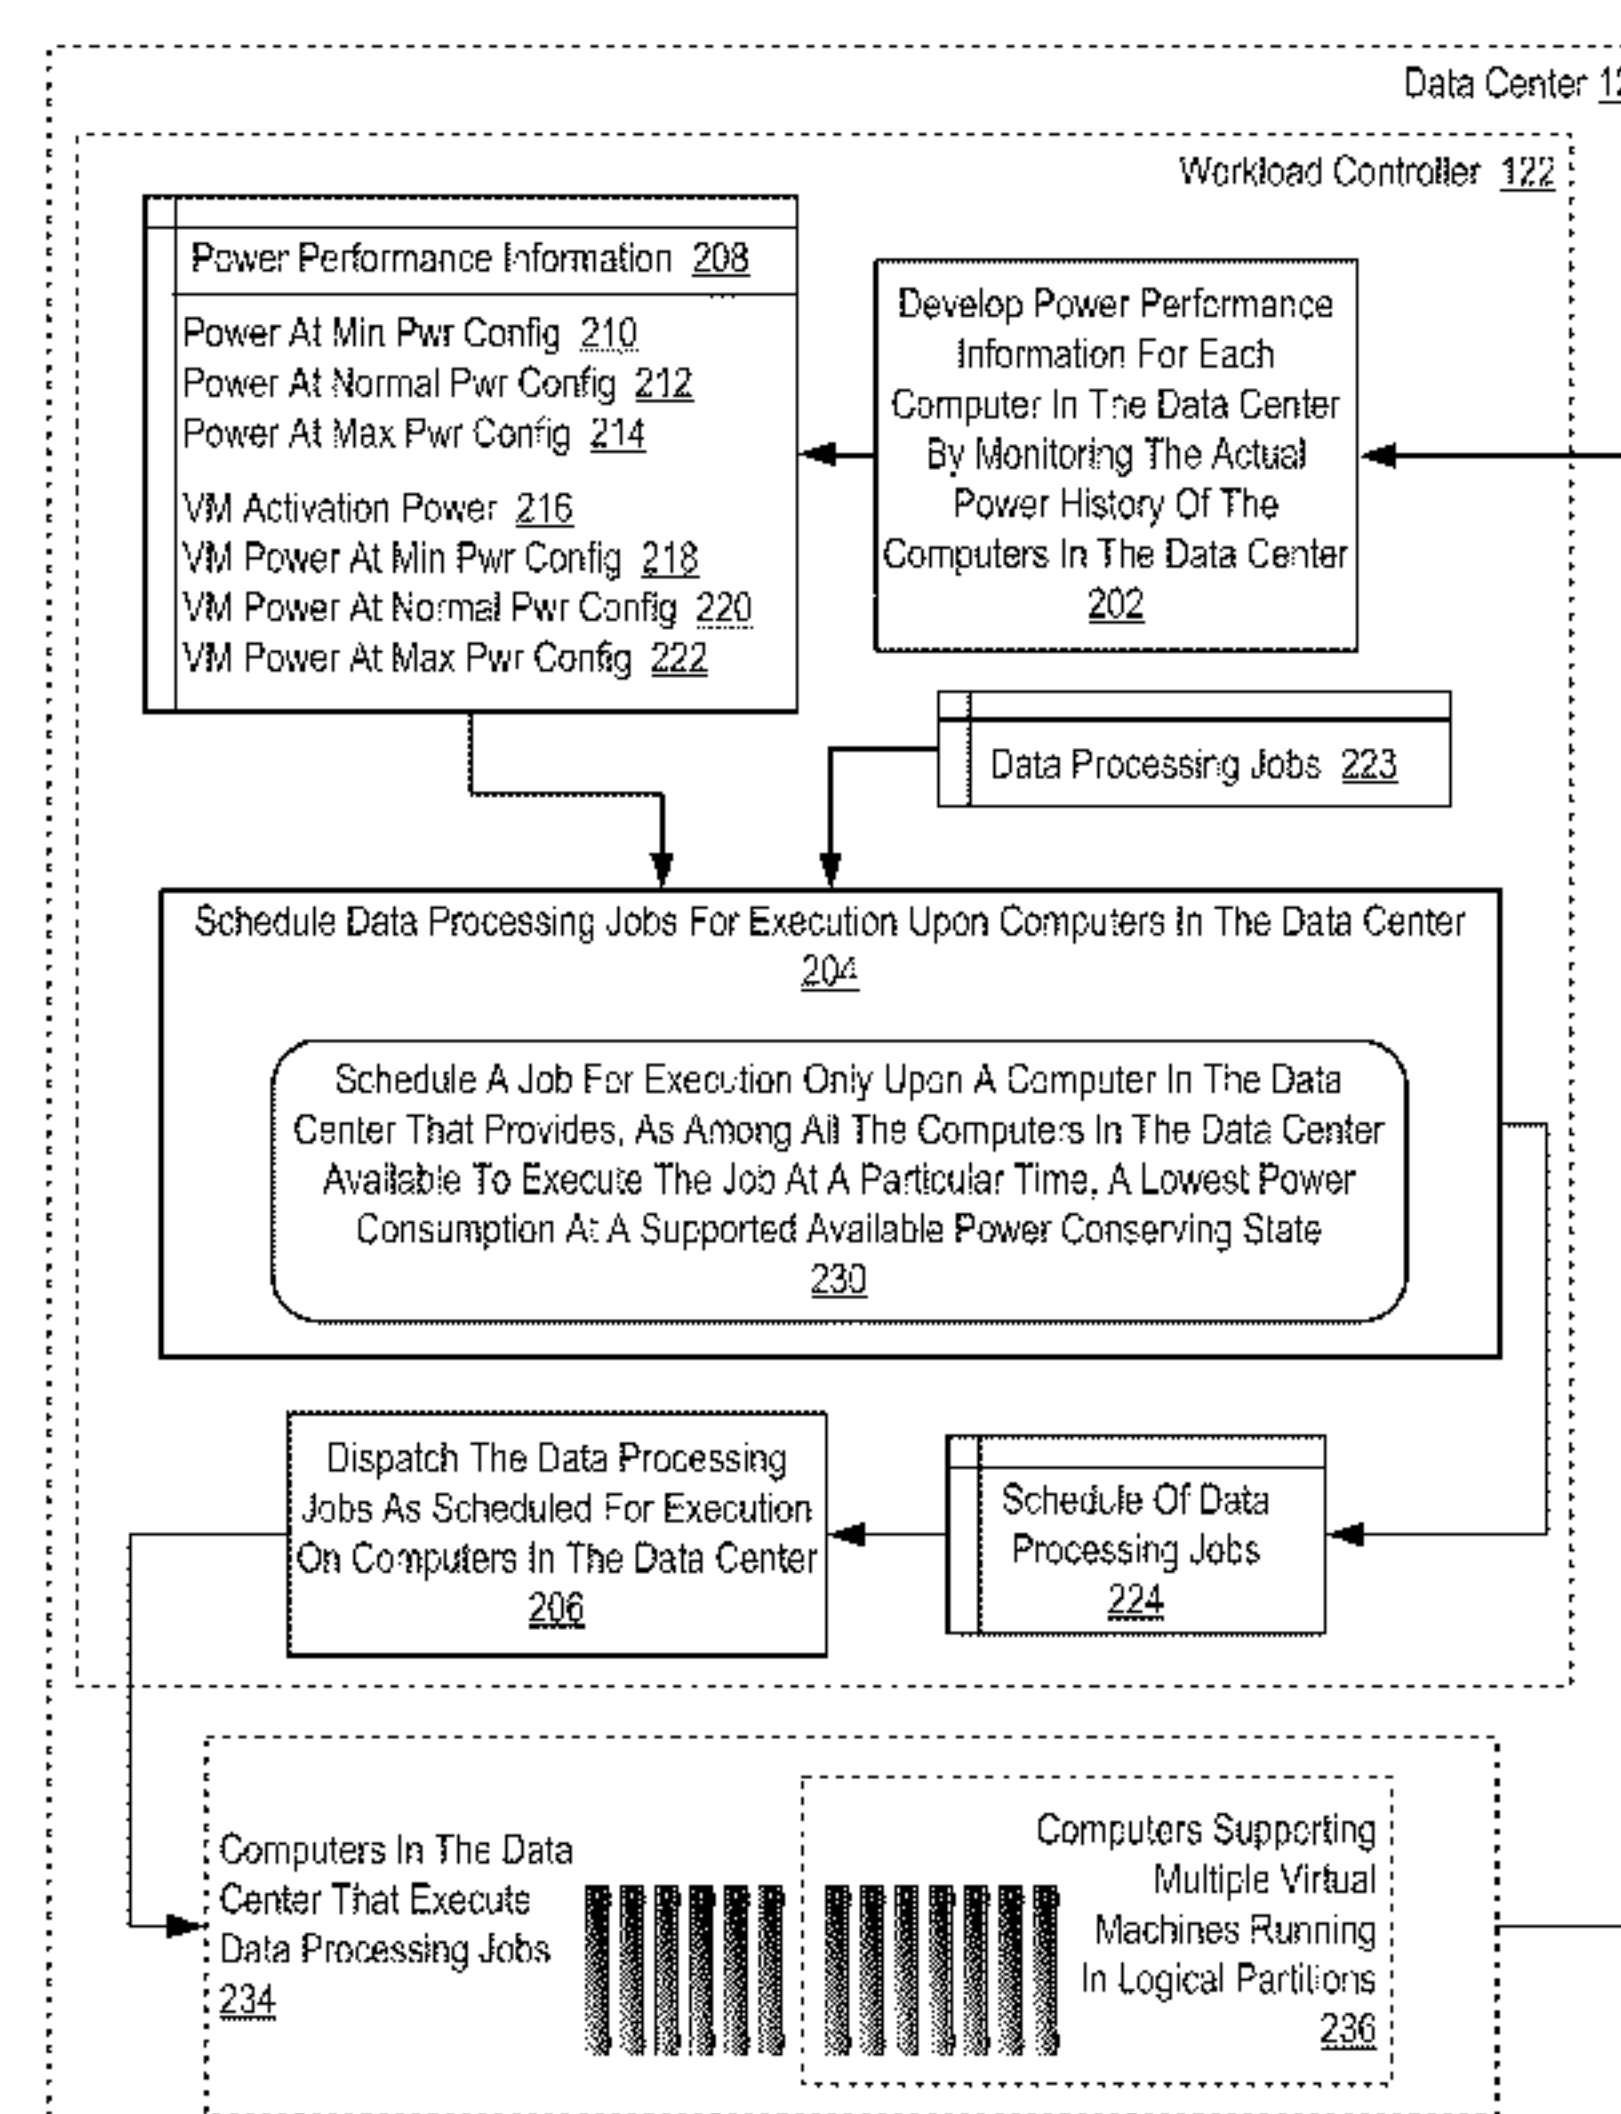 Data Center
Workload Controller 122
Power Performance Information 208
Power At Min Pwr Config 210
Power At Normal Pwr Config 212
Power At Max Pwr Config 214
VM Activation Power 216
VM Power At Min Pwr Config 218
VM Power At Normal Pwr Config 220
VM Power At Max Pwr Config 222
Develop Power Performance
Information For Each
Computer In The Data Center
By Monitoring The Actual
Power History Of The
Computers In The Data Center
202
Data Processing Jobs 223
Schedule Data Processing Jobs For Execution Upon Computers In The Data Center
204
Schedule A Job For Execution Only Upon A Computer In The Data
Center That Provides, As Among All The Computers In The Data Center
Available To Execute The Job At A Particular Time, A Lowest Power
Consumption At A Supported Available Power Conserving State
230
Dispatch The Data Processing
Jobs As Scheduled For Execution
On Computers In The Data Center
206
Schedule Of Data
Processing Jobs
224
Computers In The Data
Center That Execute
Data Processing Jobs
234
Computers Supporting
Multiple Virtual
Machines Running
In Logical Partitions
236